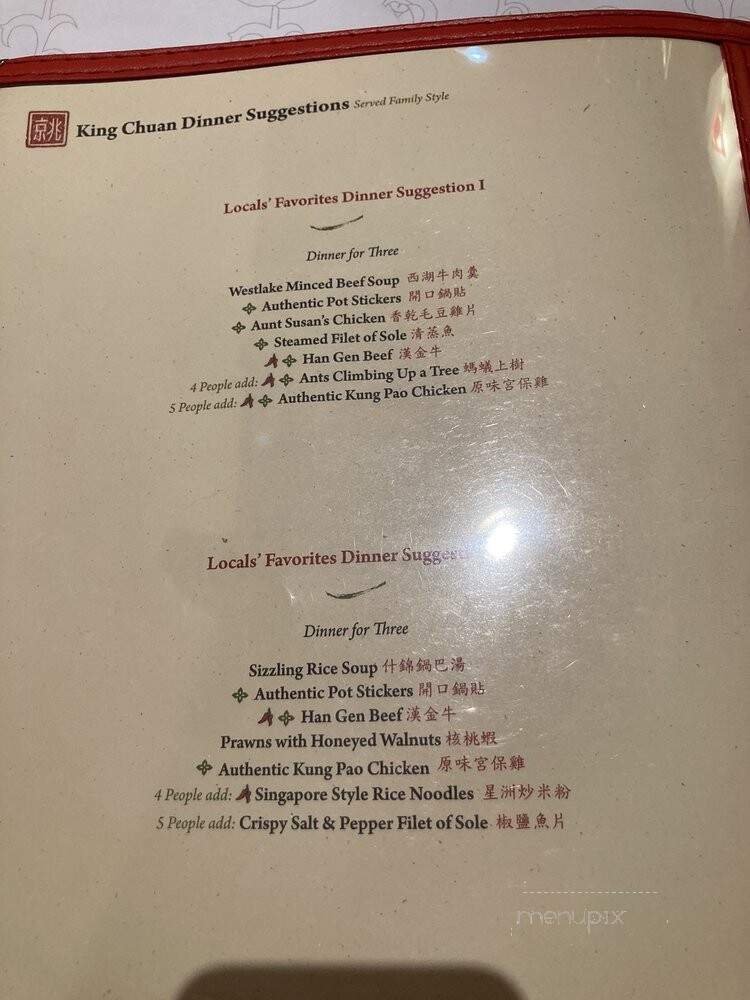 京兆 King Chuan Dinner Suggestions Served Family Style
Locals' Favorites Dinner Suggestion I
Dinner for Three
Westlake Minced Beef Soup 西湖牛肉羹
Authentic Pot Stickers 開口鍋貼
Aunt Susan's Chicken 香乾毛豆雞片
Steamed Filet of Sole 清蒸魚
Han Gen Beef 漢金牛
4 People add: Ants Climbing Up a Tree 螞蟻上樹
5 People add: Authentic Kung Pao Chicken 原味宮保雞
Locals' Favorites Dinner
Dinner for Three
Sizzling Rice Soup 什錦鍋巴湯
Authentic Pot Stickers 開口鍋貼
Han Gen Beef 漢金牛
Prawns with Honeyed Walnuts 核桃蝦
Authentic Kung Pao Chicken 原味宮保雞
4 People add: Singapore Style Rice Noodles 星洲炒米粉
5 People add: Crispy Salt & Pepper Filet of Sole 椒鹽魚片
menupix